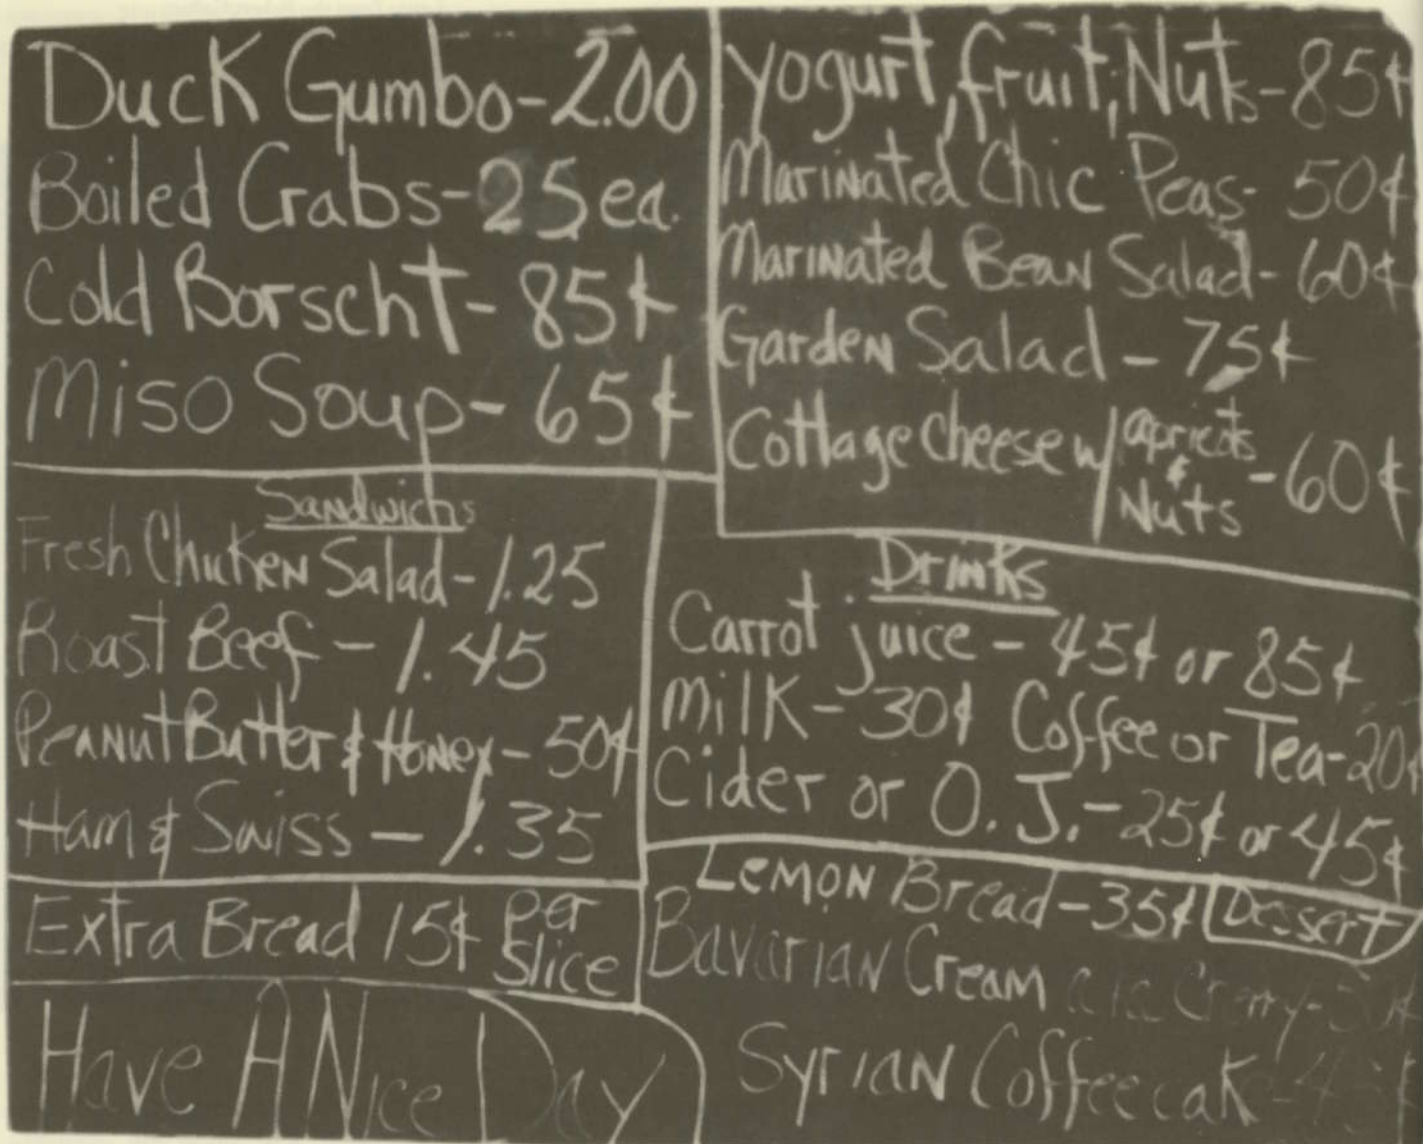 Duck Gumbo-2.00
Boiled Crabs-25 ea.
Cold Borscht-85¢
Miso Soup-65¢
Yogurt, fruit, Nuts-85¢
Marinated Chic Peas-50¢
Marinated Bean Salad-60¢
Garden Salad-75¢
Cottage cheese w/ apricots & Nuts-60¢
Sandwichs
Fresh Chicken Salad-1.25
Roast Beef-1.45
Peanut Butter & Honey-50¢
Ham & Swiss-1.35
Extra Bread 15¢ per Slice
Have A Nice Day
Drinks
Carrot juice-45¢ or 85¢
Milk-30¢ Coffee or Tea-20¢
Cider or O.J.-25¢ or 45¢
Lemon Bread-35¢ Dessert
Bavarian Cream
Syrian Coffeecak